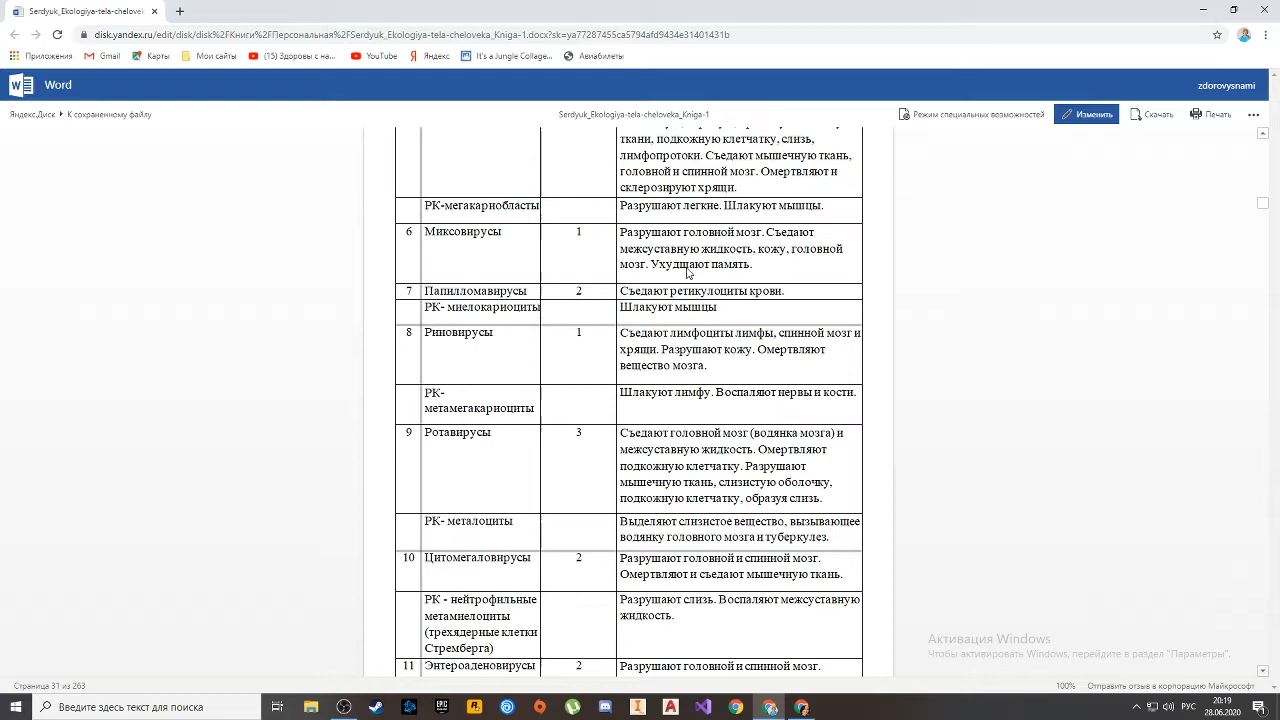 Serdyuk_Ekologiya-tela-chelovek
disk.yandex.ru/edit/disk/disk%2FКниги%2FПерсональная%2FSerdyuk_Ekologiya-tela-cheloveka_Kniga-1.docx?sk=ya77287455ca5794afd9434e31401431b
Приложения
Gmail
Карты
Мои сайты
(15) Здоровы с на...
YouTube
Яндекс
It's a Jungle Collage...
Авиабилеты
Word
zdorovysnami
Яндекс.Диск
К сохраненному файлу
Serdyuk_Ekologiya-tela-cheloveka_Kniga-1
Режим специальных возможностей
Изменить
Скачать
Печать
ткани, подкожную клетчатку, слизь,
лимфопротоки. Съедают мышечную ткань,
головной и спинной мозг. Омертвляют и
склерозируют хрящи.
РК-мегакариобласты
Разрушают легкие. Шлакуют мышцы.
6 Миксовирусы 1
Разрушают головной мозг. Съедают
межсуставную жидкость, кожу, головной
мозг. Ухудшают память.
7 Папилломавирусы 2 Съедают ретикулоциты крови.
РК- миелокариоциты Шлакуют мышцы
8 Риновирусы 1
Съедают лимфоциты лимфы, спинной мозг и
хрящи. Разрушают кожу. Омертвляют
вещество мозга.
РК-
метамегакариоциты
Шлакуют лимфу. Воспаляют нервы и кости.
9 Ротавирусы 3
Съедают головной мозг (водянка мозга) и
межсуставную жидкость. Омертвляют
подкожную клетчатку. Разрушают
мышечную ткань, слизистую оболочку,
подкожную клетчатку, образуя слизь.
РК- металоциты
Выделяют слизистое вещество, вызывающее
водянку головного мозга и туберкулез.
10 Цитомегаловирусы 2
Разрушают головной и спинной мозг.
Омертвляют и съедают мышечную ткань.
РК - нейтрофильные
метамиелоциты
(трехядерные клетки
Стремберга)
Разрушают слизь. Воспаляют межсуставную
жидкость.
11 Энтероаденовирусы 2 Разрушают головной и спинной мозг.
Активация Windows
Чтобы активировать Windows, перейдите в раздел "Параметры".
Страница 31 из 263
100%
Отправить отзыв в корпорацию Майкрософт
Введите здесь текст для поиска
EPIC
РУС
20:19
28.06.2020